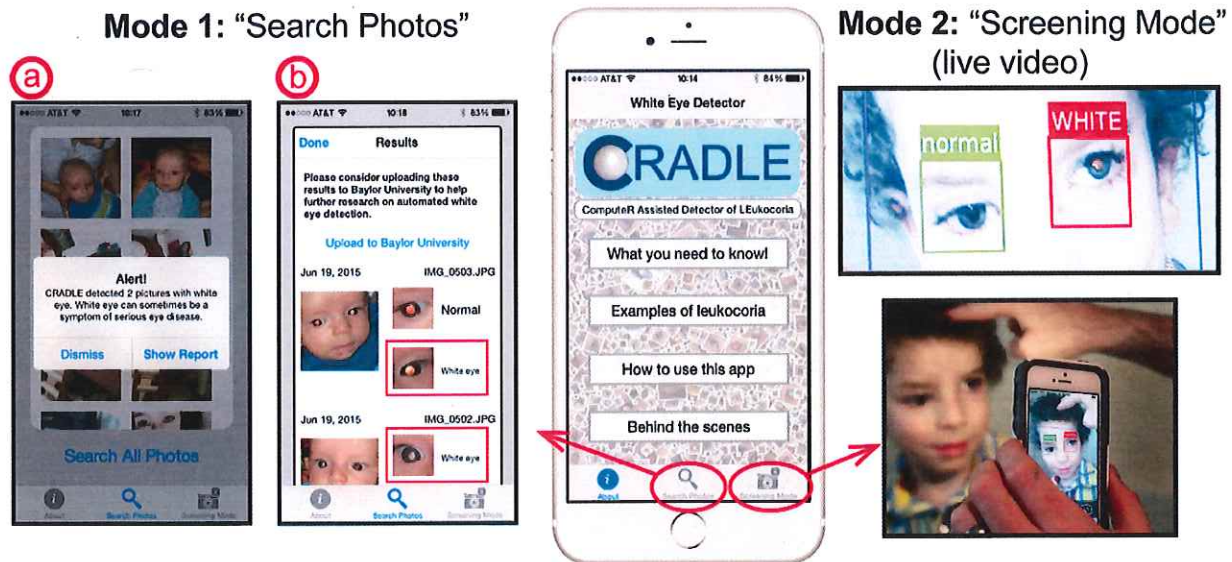 Mode 1: “Search Photos”
a
●●○○○ AT&T 10:17 83%
Alert!
CRADLE detected 2 pictures with white
eye. White eye can sometimes be a
symptom of serious eye disease.
Dismiss Show Report
Search All Photos
About Search Photos Screening Mode
b
●●○○○ AT&T 10:18 83%
Done Results
Please consider uploading these
results to Baylor University to help
further research on automated white
eye detection.
Upload to Baylor University
Jun 19, 2015 IMG_0503.JPG
Normal
White eye
Jun 19, 2015 IMG_0502.JPG
White eye
About Search Photos Screening Mode
●●○○○ AT&T 10:14 84%
White Eye Detector
CRADLE
ComputeR Assisted Detector of LEukocoria
What you need to know!
Examples of leukocoria
How to use this app
Behind the scenes
About Search Photos Screening Mode
Mode 2: “Screening Mode”
(live video)
normal
WHITE